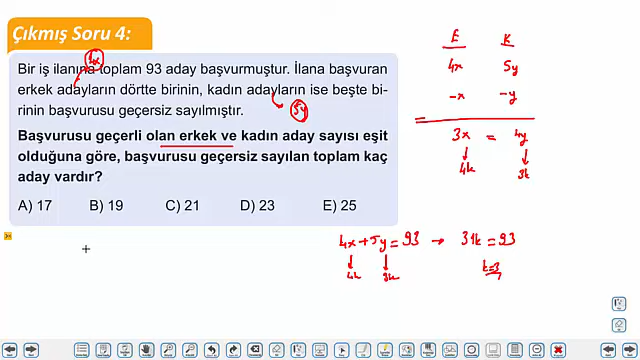 Çıkmış Soru 4:
4x
Bir iş ilanına toplam 93 aday başvurmuştur. İlana başvuran
erkek adayların dörtte birinin, kadın adayların ise beşte bi-
rinin başvurusu geçersiz sayılmıştır.
5y
Başvurusu geçerli olan erkek ve kadın aday sayısı eşit
olduğuna göre, başvurusu geçersiz sayılan toplam kaç
aday vardır?
A) 17 B) 19 C) 21 D) 23 E) 25
E K
4x 5y
-x -y
3x = 4y
4k 3k
4x + 5y = 93 → 31k = 93
4k 3k k=3